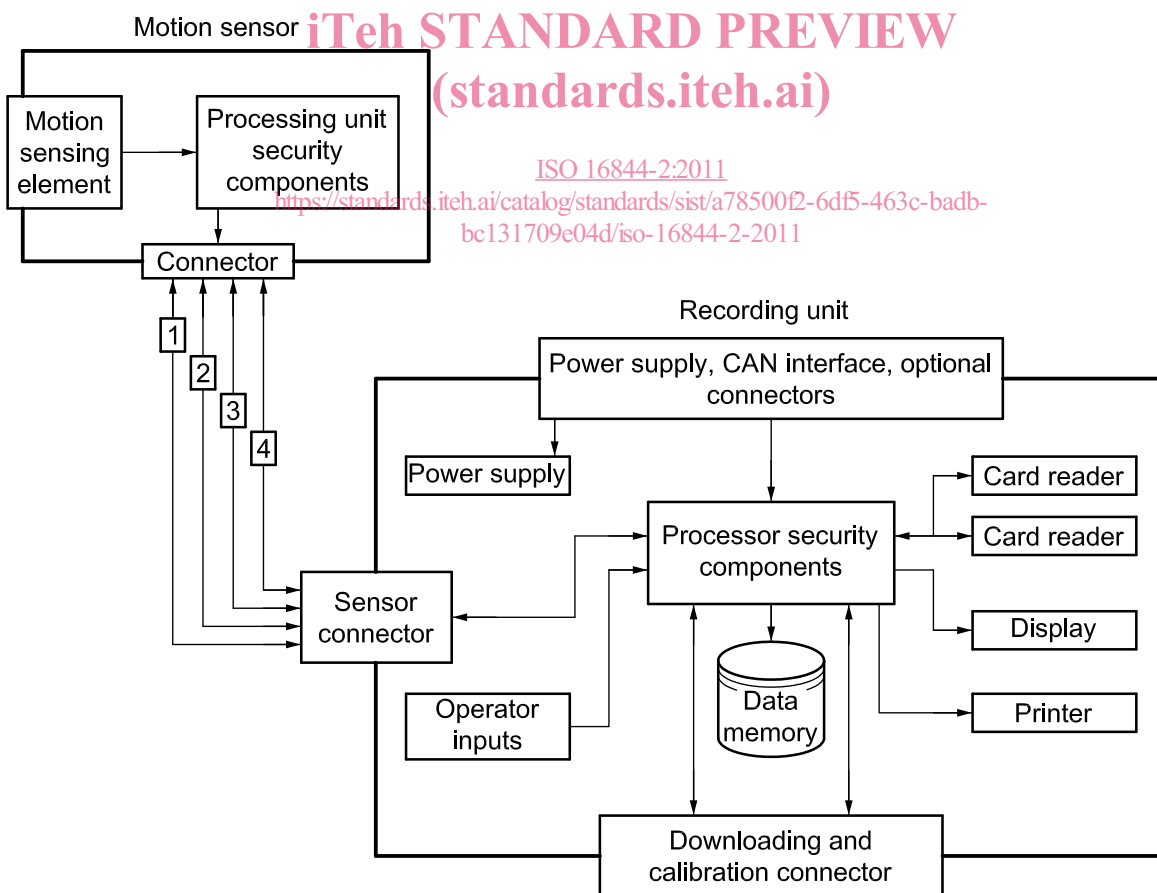 Motion sensor
iTeh STANDARD PREVIEW
(standards.iteh.ai)
Motion
sensing
element
Processing unit
security
components
ISO 16844-2:2011
https://standards.iteh.ai/catalog/standards/sist/a78500f2-6df5-463c-badb-
bc131709e04d/iso-16844-2-2011
Connector
1
2
3
4
Recording unit
Power supply, CAN interface, optional
connectors
Power supply
Card reader
Card reader
Processor security
components
Sensor
connector
Display
Operator
inputs
Data
memory
Printer
Downloading and
calibration connector